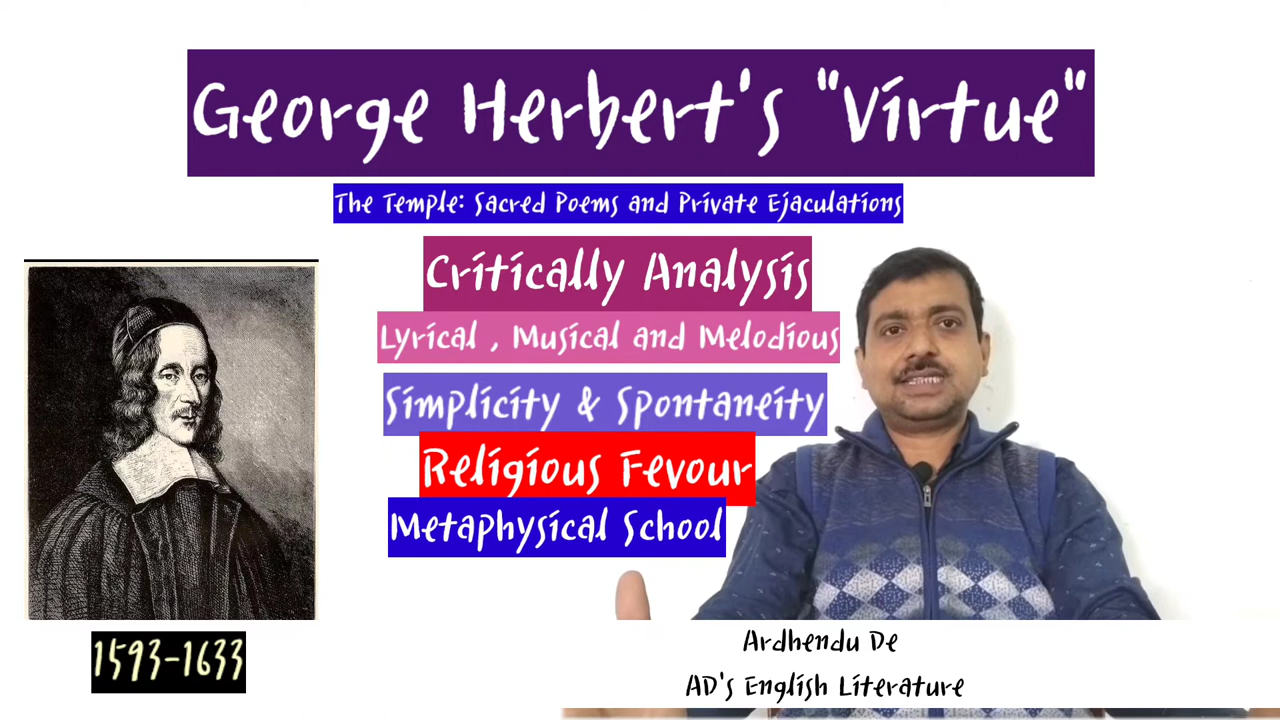 George Herbert's "Virtue"
The Temple: Sacred Poems and Private Ejaculations
Critically Analysis
Lyrical , Musical and Melodious
Simplicity & Spontaneity
Religious Fevour
Metaphysical School
1593-1633
Ardhendu De
AD's English Literature